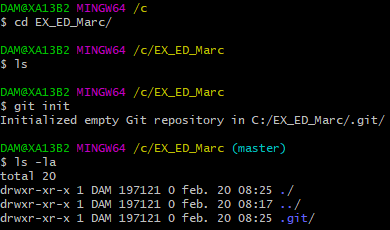 DAM@XA13B2 MINGW64 /c
$ cd EX_ED_Marc/
DAM@XA13B2 MINGW64 /c/EX_ED_Marc
$ ls
DAM@XA13B2 MINGW64 /c/EX_ED_Marc
$ git init
Initialized empty Git repository in C:/EX_ED_Marc/.git/
DAM@XA13B2 MINGW64 /c/EX_ED_Marc (master)
$ ls -la
total 20
drwxr-xr-x 1 DAM 197121 0 feb. 20 08:25 ./
drwxr-xr-x 1 DAM 197121 0 feb. 20 08:17 ../
drwxr-xr-x 1 DAM 197121 0 feb. 20 08:25 .git/